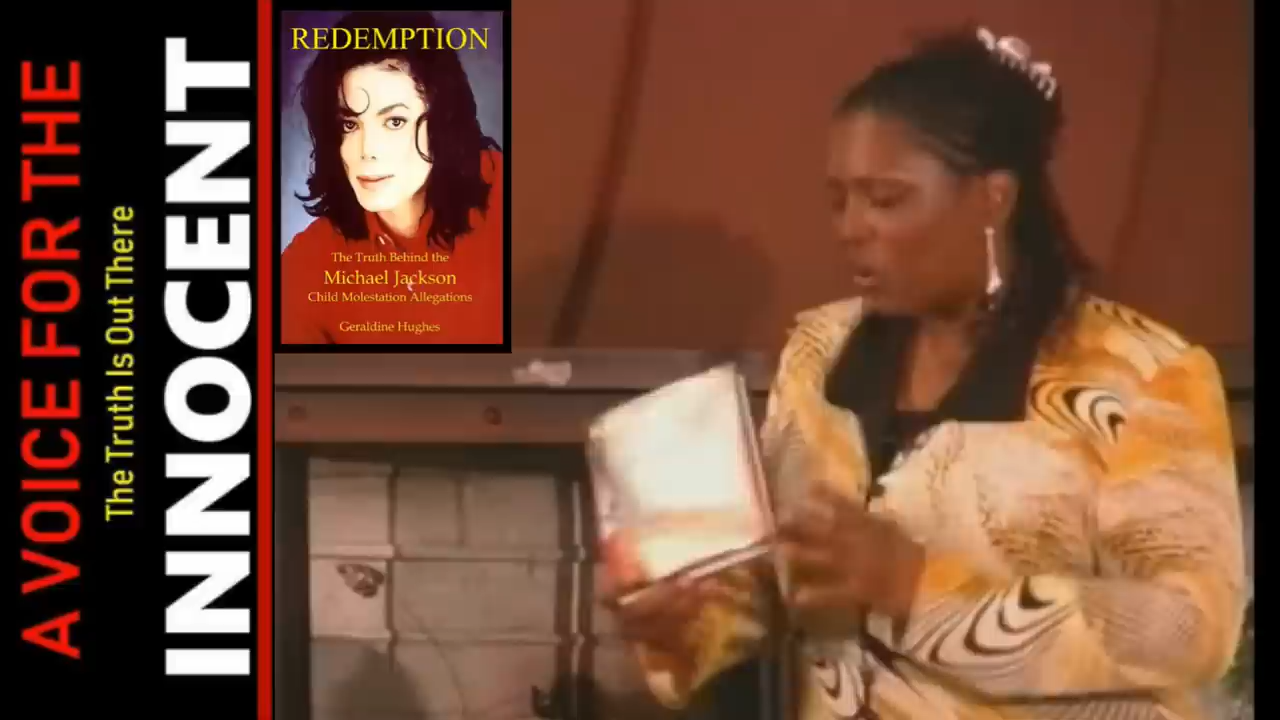 A VOICE FOR THE
The Truth Is Out There
INNOCENT
REDEMPTION
The Truth Behind the
Michael Jackson
Child Molestation Allegations
Geraldine Hughes